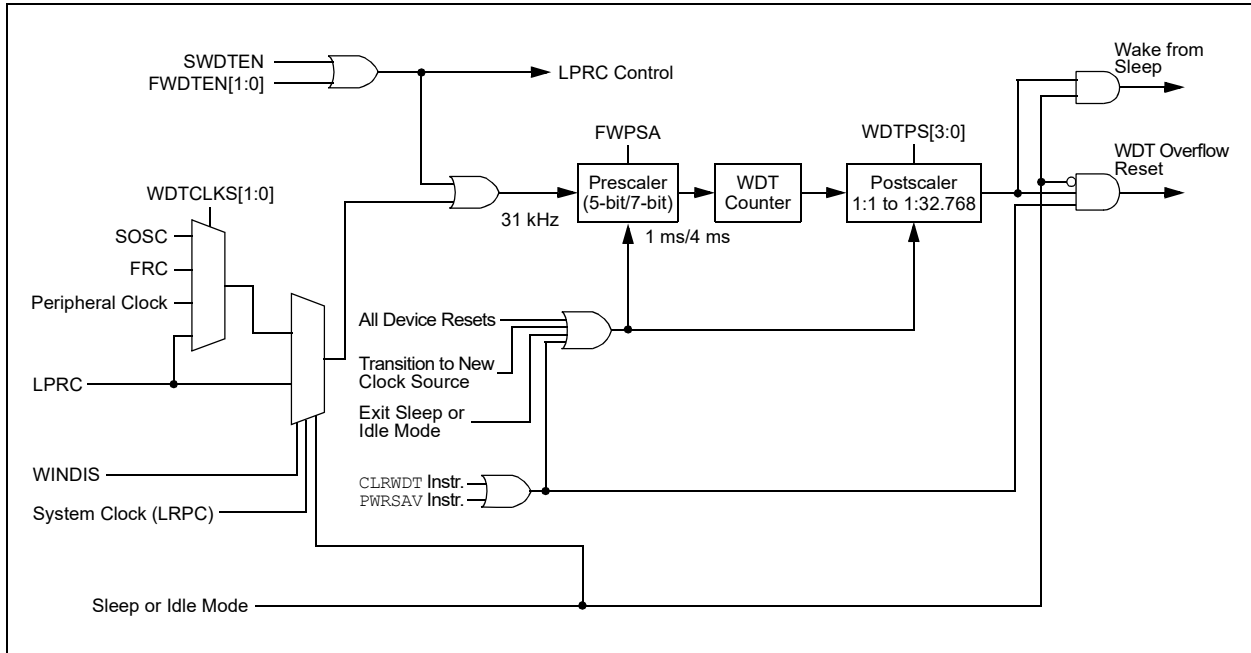 SWDTEN
FWDTEN[1:0]
LPRC Control
Wake from
Sleep
FWPSA
WDTPS[3:0]
WDT Overflow
Reset
WDTCLKS[1:0]
Prescaler
(5-bit/7-bit)
WDT
Counter
Postscaler
1:1 to 1:32.768
31 kHz
1 ms/4 ms
SOSC
FRC
Peripheral Clock
LPRC
All Device Resets
Transition to New
Clock Source
Exit Sleep or
Idle Mode
WINDIS
CLRWDT Instr.
PWRSAV Instr.
System Clock (LRPC)
Sleep or Idle Mode